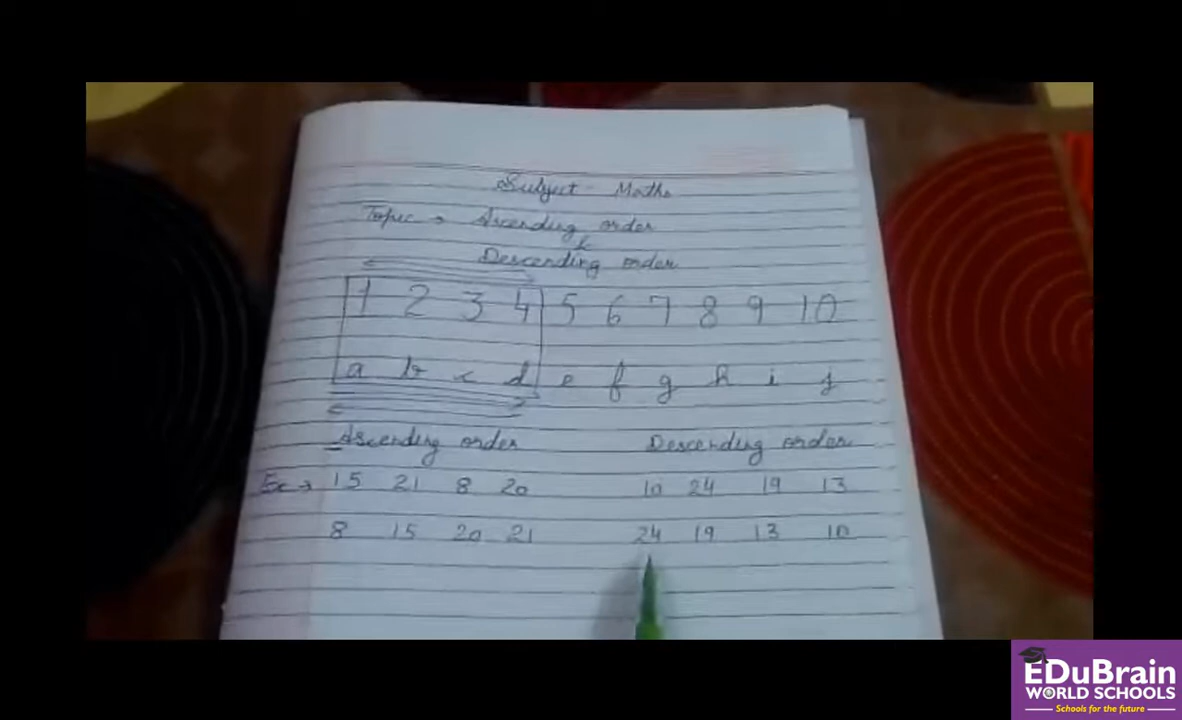 Subject - Maths
Topic → Ascending order
&
Descending order
1 2 3 4 5 6 7 8 9 10
a b c d e f g h i j
Ascending order Descending order
Ex → 15 21 8 20 10 24 19 13
8 15 20 21 24 19 13 10
EDuBrain
WORLD SCHOOLS
Schools for the future